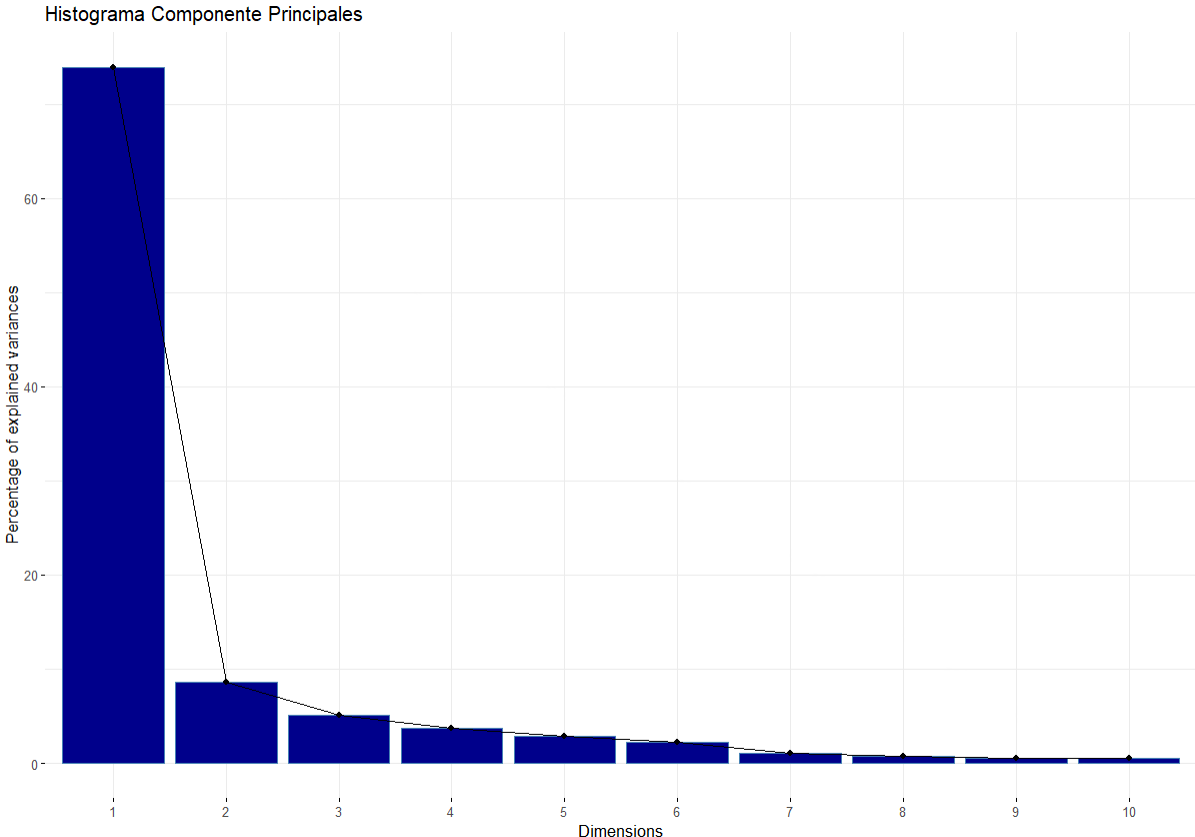 Histograma Componente Principales
Percentage of explained variances
60
40
20
0
1 2 3 4 5 6 7 8 9 10
Dimensions